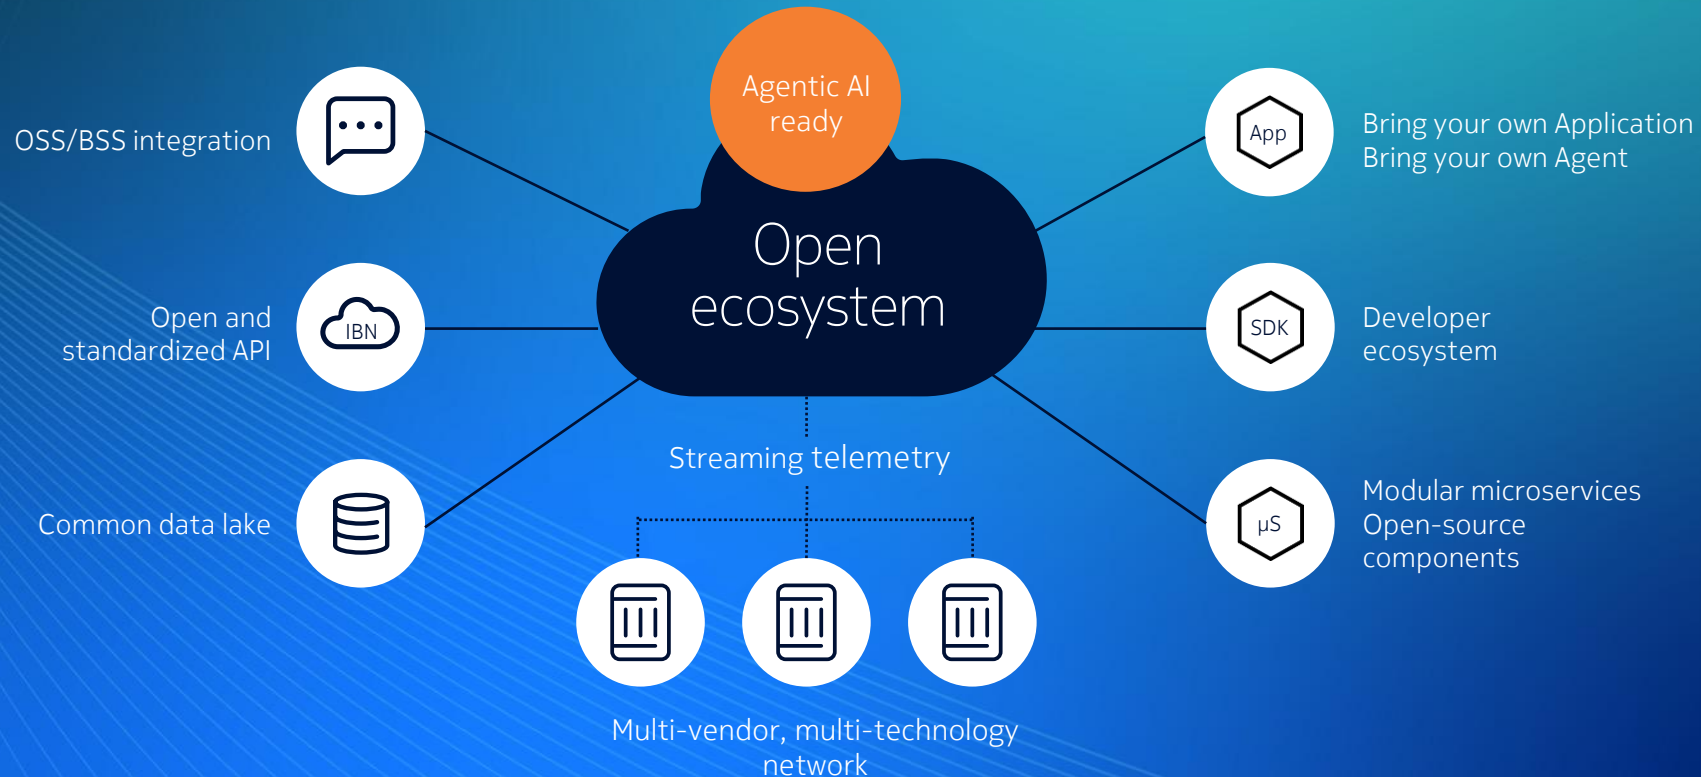 Agentic AI
ready
OSS/BSS integration
App
Bring your own Application
Bring your own Agent
Open
ecosystem
Open and
standardized API
IBN
SDK
Developer
ecosystem
Streaming telemetry
Common data lake
µS
Modular microservices
Open-source
components
Multi-vendor, multi-technology
network